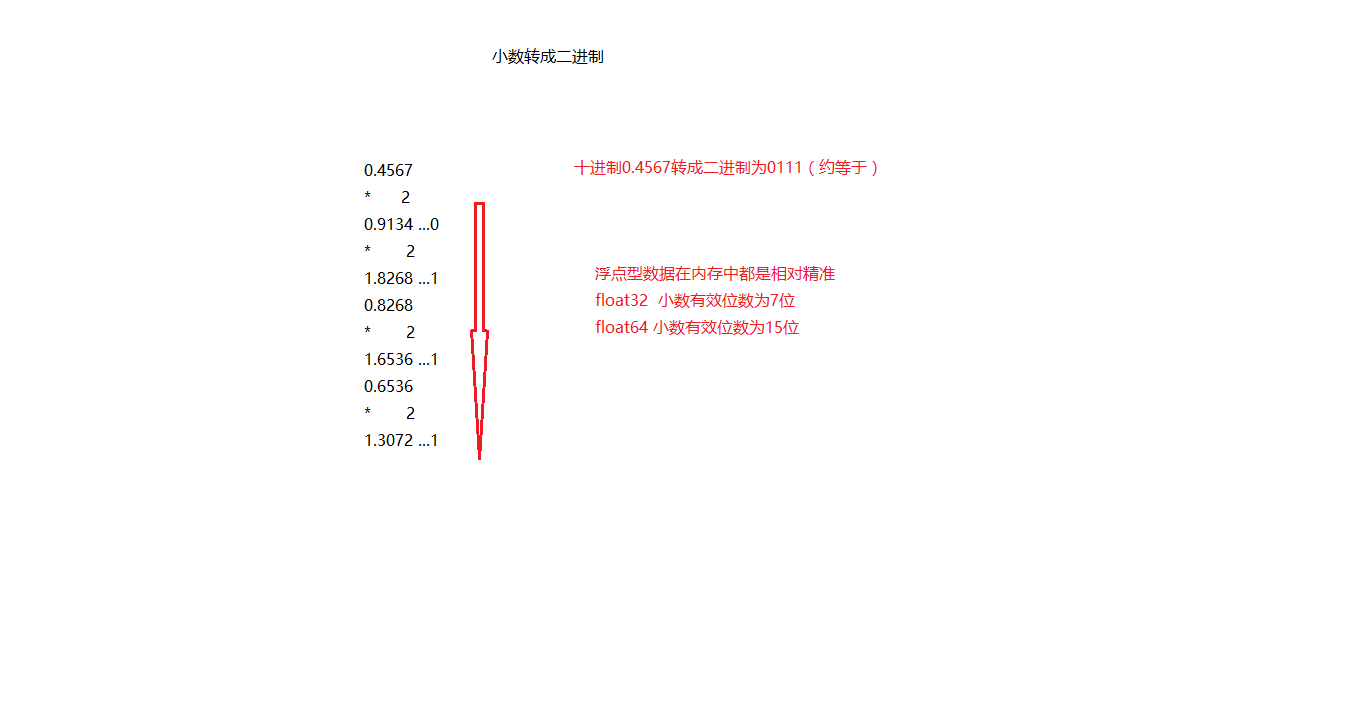 小数转成二进制
0.4567
* 2
0.9134 ...0
* 2
1.8268 ...1
0.8268
* 2
1.6536 ...1
0.6536
* 2
1.3072 ...1
十进制0.4567转成二进制为0111（约等于）
浮点型数据在内存中都是相对精准
float32 小数有效位数为7位
float64 小数有效位数为15位